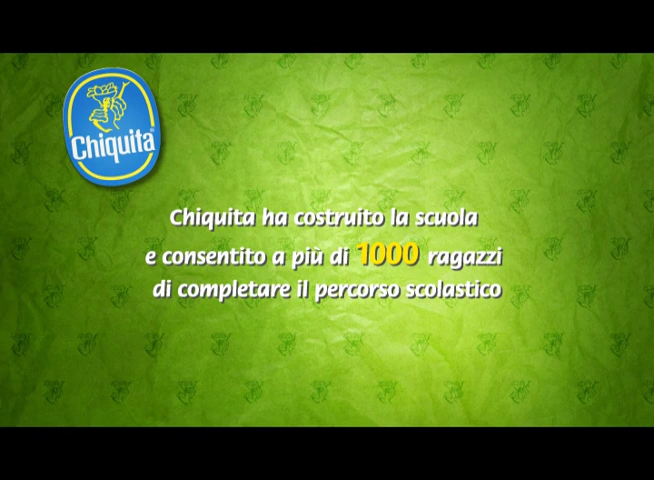 Chiquita
Chiquita ha costruito la scuola
e consentito a più di 1000 ragazzi
di completare il percorso scolastico